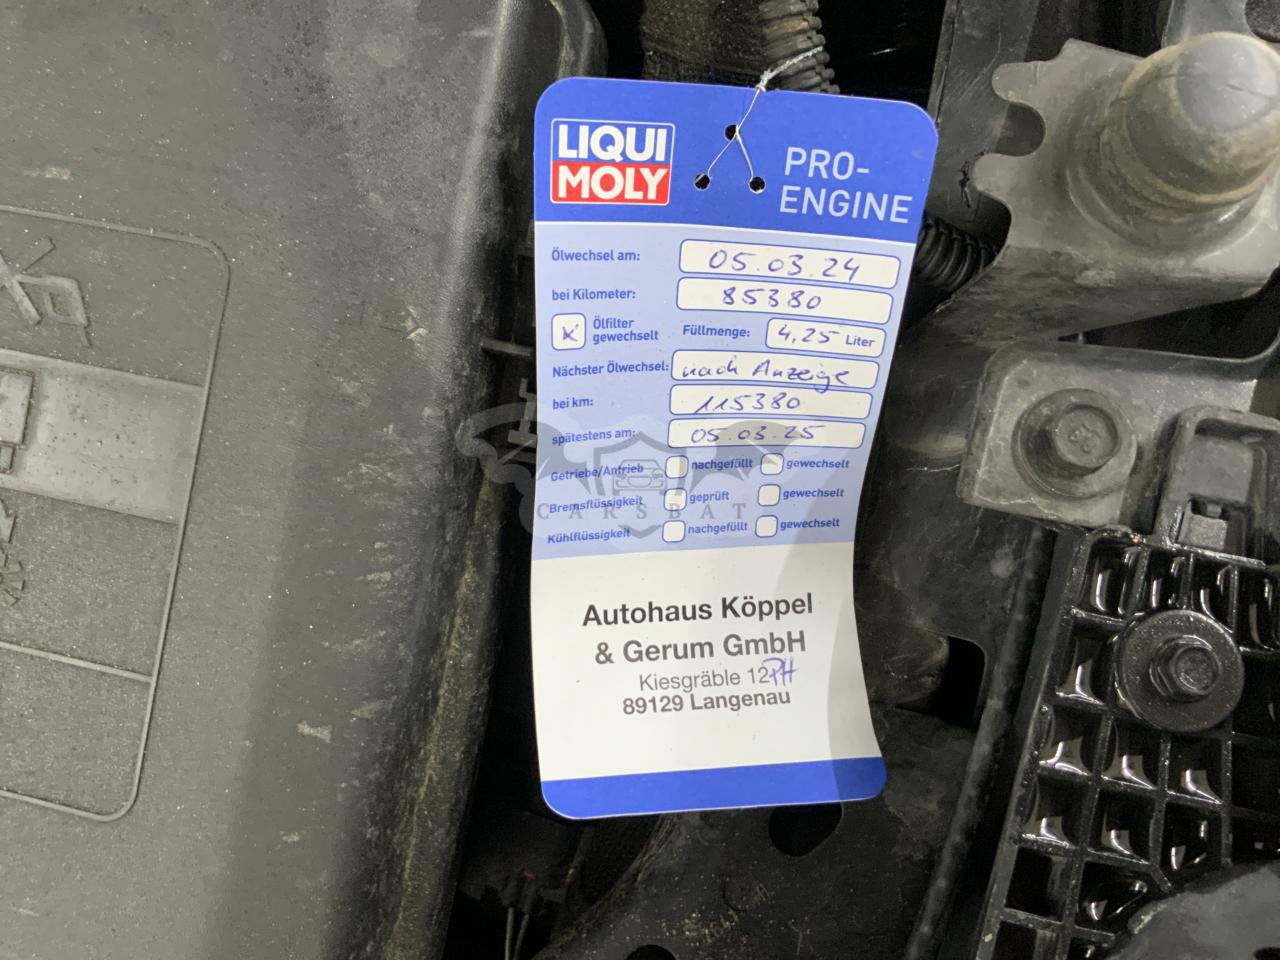 LIQUI
MOLY
PRO-
ENGINE
Ölwechsel am: 05.03.24
bei Kilometer: 85380
Ölfilter
gewechselt
Füllmenge: 4,25 Liter
Nächster Ölwechsel: nach Anzeige
bei km: 115380
spätestens am: 05.03.25
Getriebe/Antrieb nachgefüllt gewechselt
Bremsflüssigkeit geprüft gewechselt
CARSBAT
Kühlflüssigkeit nachgefüllt gewechselt
Autohaus Köppel
& Gerum GmbH
Kiesgräble 12 PH
89129 Langenau